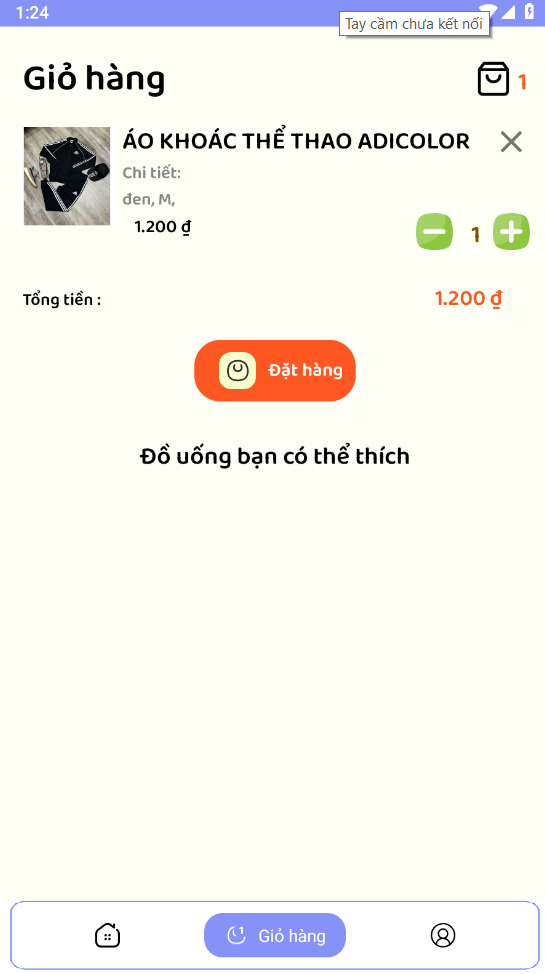 1:24
Tay cầm chưa kết nối
Giỏ hàng
1
ÁO KHOÁC THỂ THAO ADICOLOR
Chi tiết:
đen, M,
1.200 ₫
1
Tổng tiền :
1.200 ₫
Đặt hàng
Đồ uống bạn có thể thích
Giỏ hàng